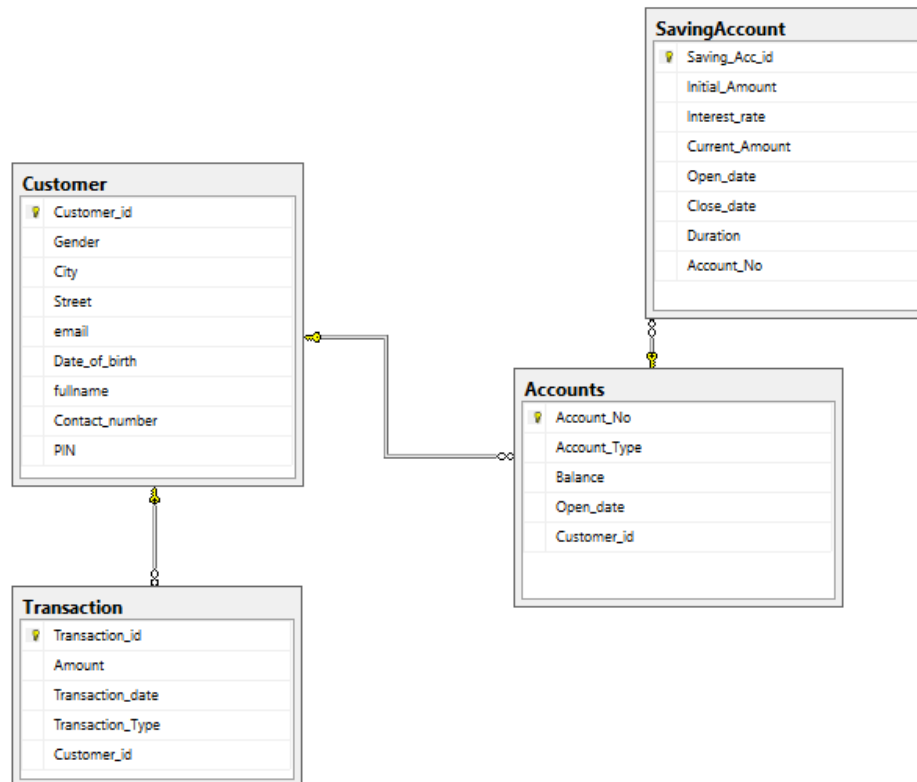 SavingAccount
Saving_Acc_id
Initial_Amount
Interest_rate
Current_Amount
Open_date
Close_date
Duration
Account_No
Customer
Customer_id
Gender
City
Street
email
Date_of_birth
fullname
Contact_number
PIN
Accounts
Account_No
Account_Type
Balance
Open_date
Customer_id
Transaction
Transaction_id
Amount
Transaction_date
Transaction_Type
Customer_id